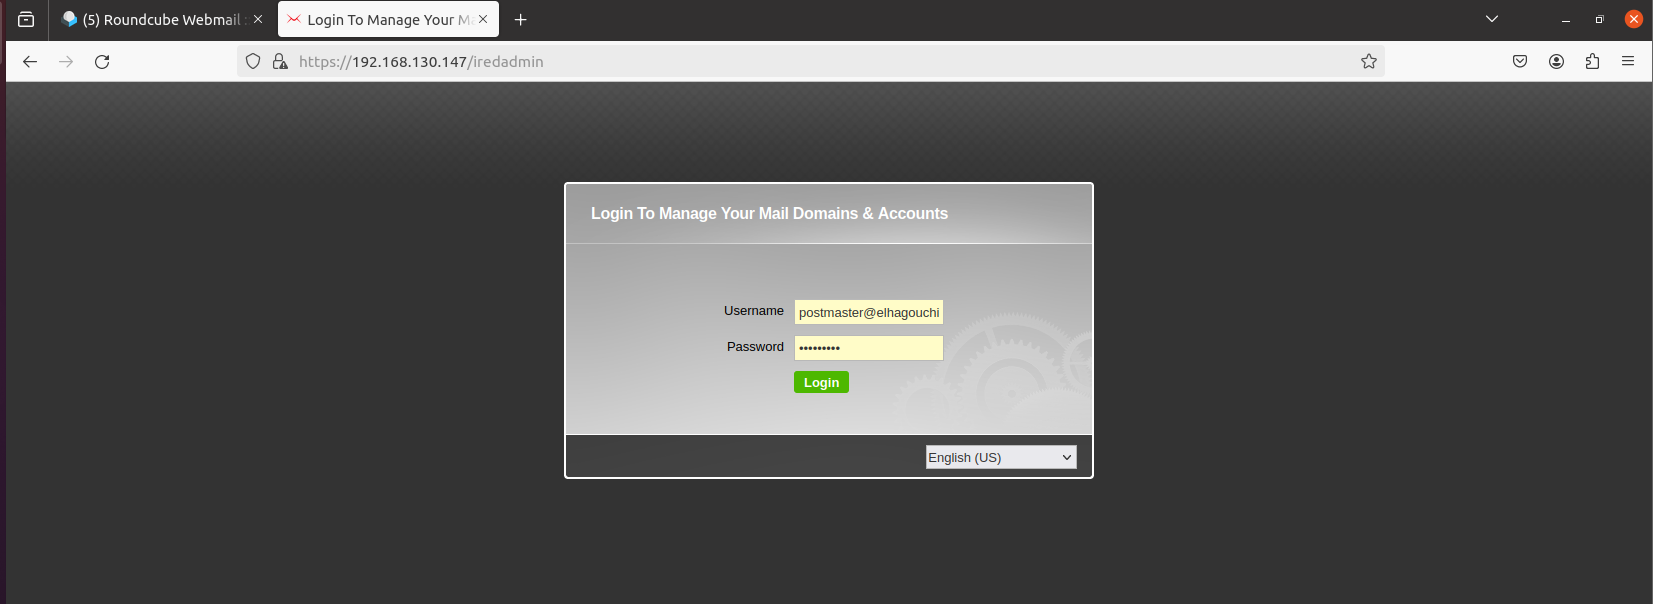 (5) Roundcube Webmail :
Login To Manage Your Ma
https://192.168.130.147/iredadmin
Login To Manage Your Mail Domains & Accounts
Username
postmaster@elhagouchi
Password
•••••••••
Login
English (US)